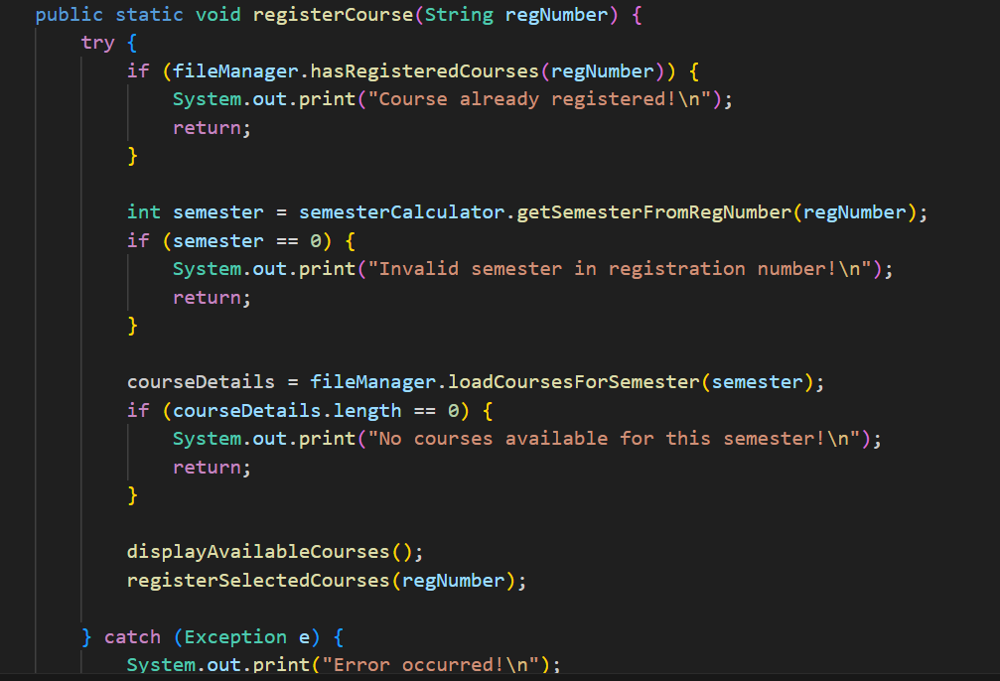 public static void registerCourse(String regNumber) {
try {
if (fileManager.hasRegisteredCourses(regNumber)) {
System.out.print("Course already registered!\n");
return;
}
int semester = semesterCalculator.getSemesterFromRegNumber(regNumber);
if (semester == 0) {
System.out.print("Invalid semester in registration number!\n");
return;
}
courseDetails = fileManager.loadCoursesForSemester(semester);
if (courseDetails.length == 0) {
System.out.print("No courses available for this semester!\n");
return;
}
displayAvailableCourses();
registerSelectedCourses(regNumber);
} catch (Exception e) {
System.out.print("Error occurred!\n");